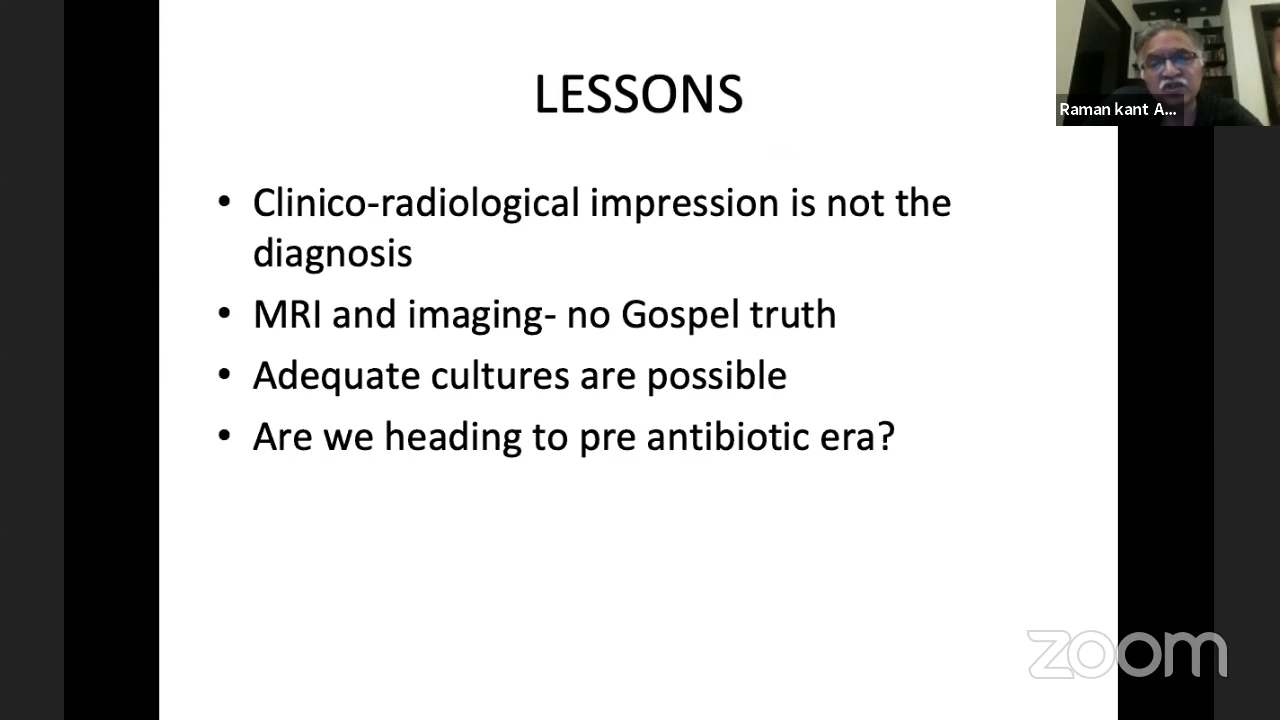 LESSONS
Raman kant A...
• Clinico-radiological impression is not the
diagnosis
• MRI and imaging- no Gospel truth
• Adequate cultures are possible
• Are we heading to pre antibiotic era?
zoom